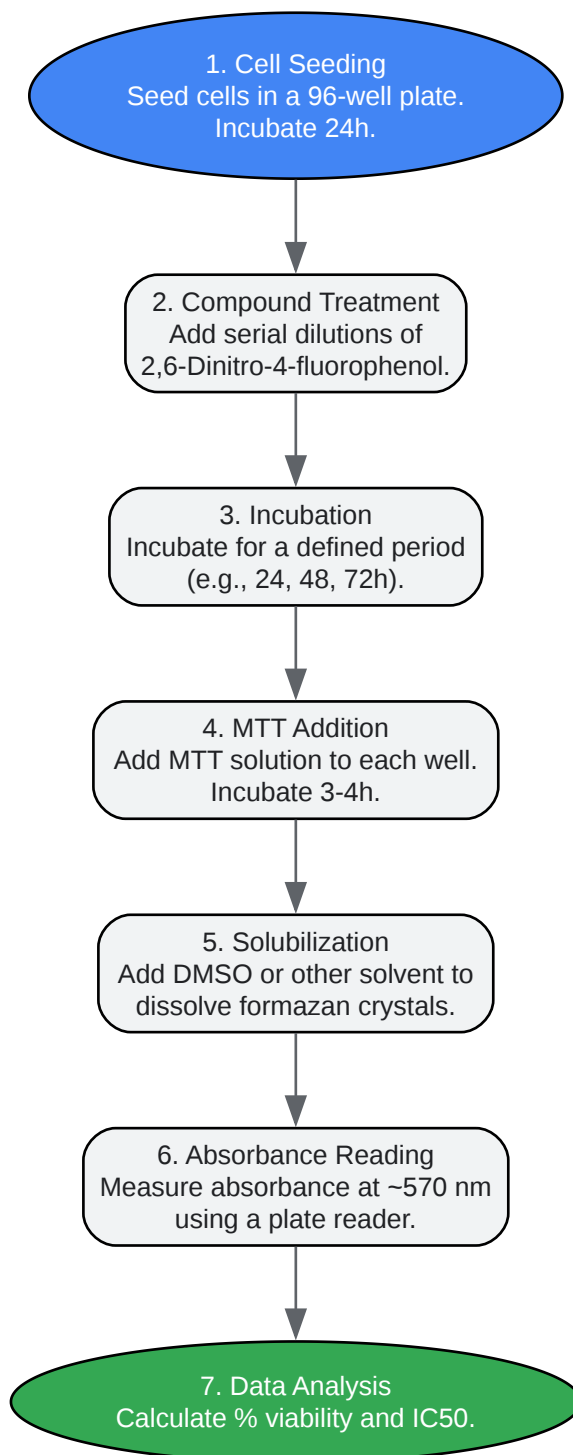 1. Cell Seeding
Seed cells in a 96-well plate.
Incubate 24h.
2. Compound Treatment
Add serial dilutions of
2,6-Dinitro-4-fluorophenol.
3. Incubation
Incubate for a defined period
(e.g., 24, 48, 72h).
4. MTT Addition
Add MTT solution to each well.
Incubate 3-4h.
5. Solubilization
Add DMSO or other solvent to
dissolve formazan crystals.
6. Absorbance Reading
Measure absorbance at ~570 nm
using a plate reader.
7. Data Analysis
Calculate % viability and IC50.